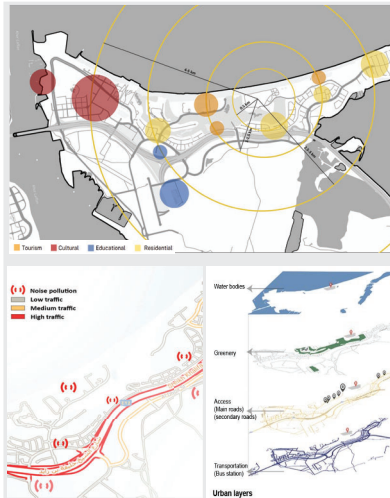 Tourism
Cultural
Educational
Residential
Noise pollution
Low traffic
Medium traffic
High traffic
Water bodies
Greenery
Access
(Main roads)
(secondary roads)
Transportation
(Bus station)
Urban layers